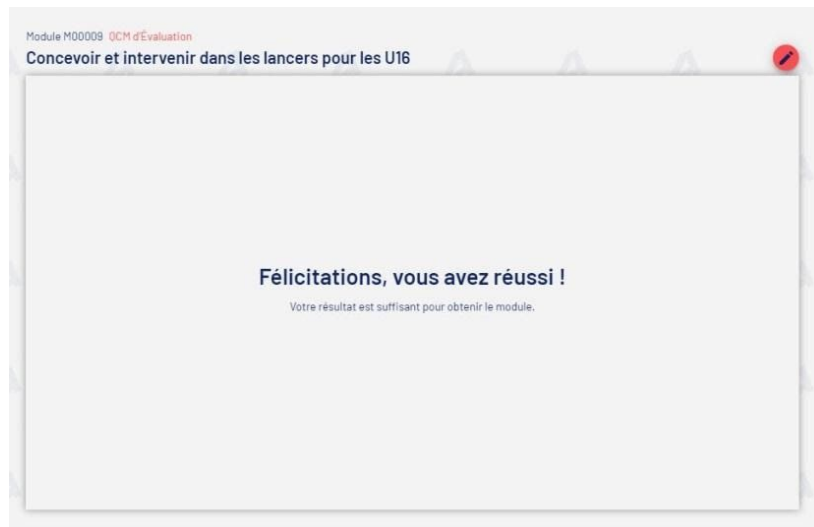 Module M00009 QCM d'Évaluation
Concevoir et intervenir dans les lancers pour les U16
Félicitations, vous avez réussi !
Votre résultat est suffisant pour obtenir le module.